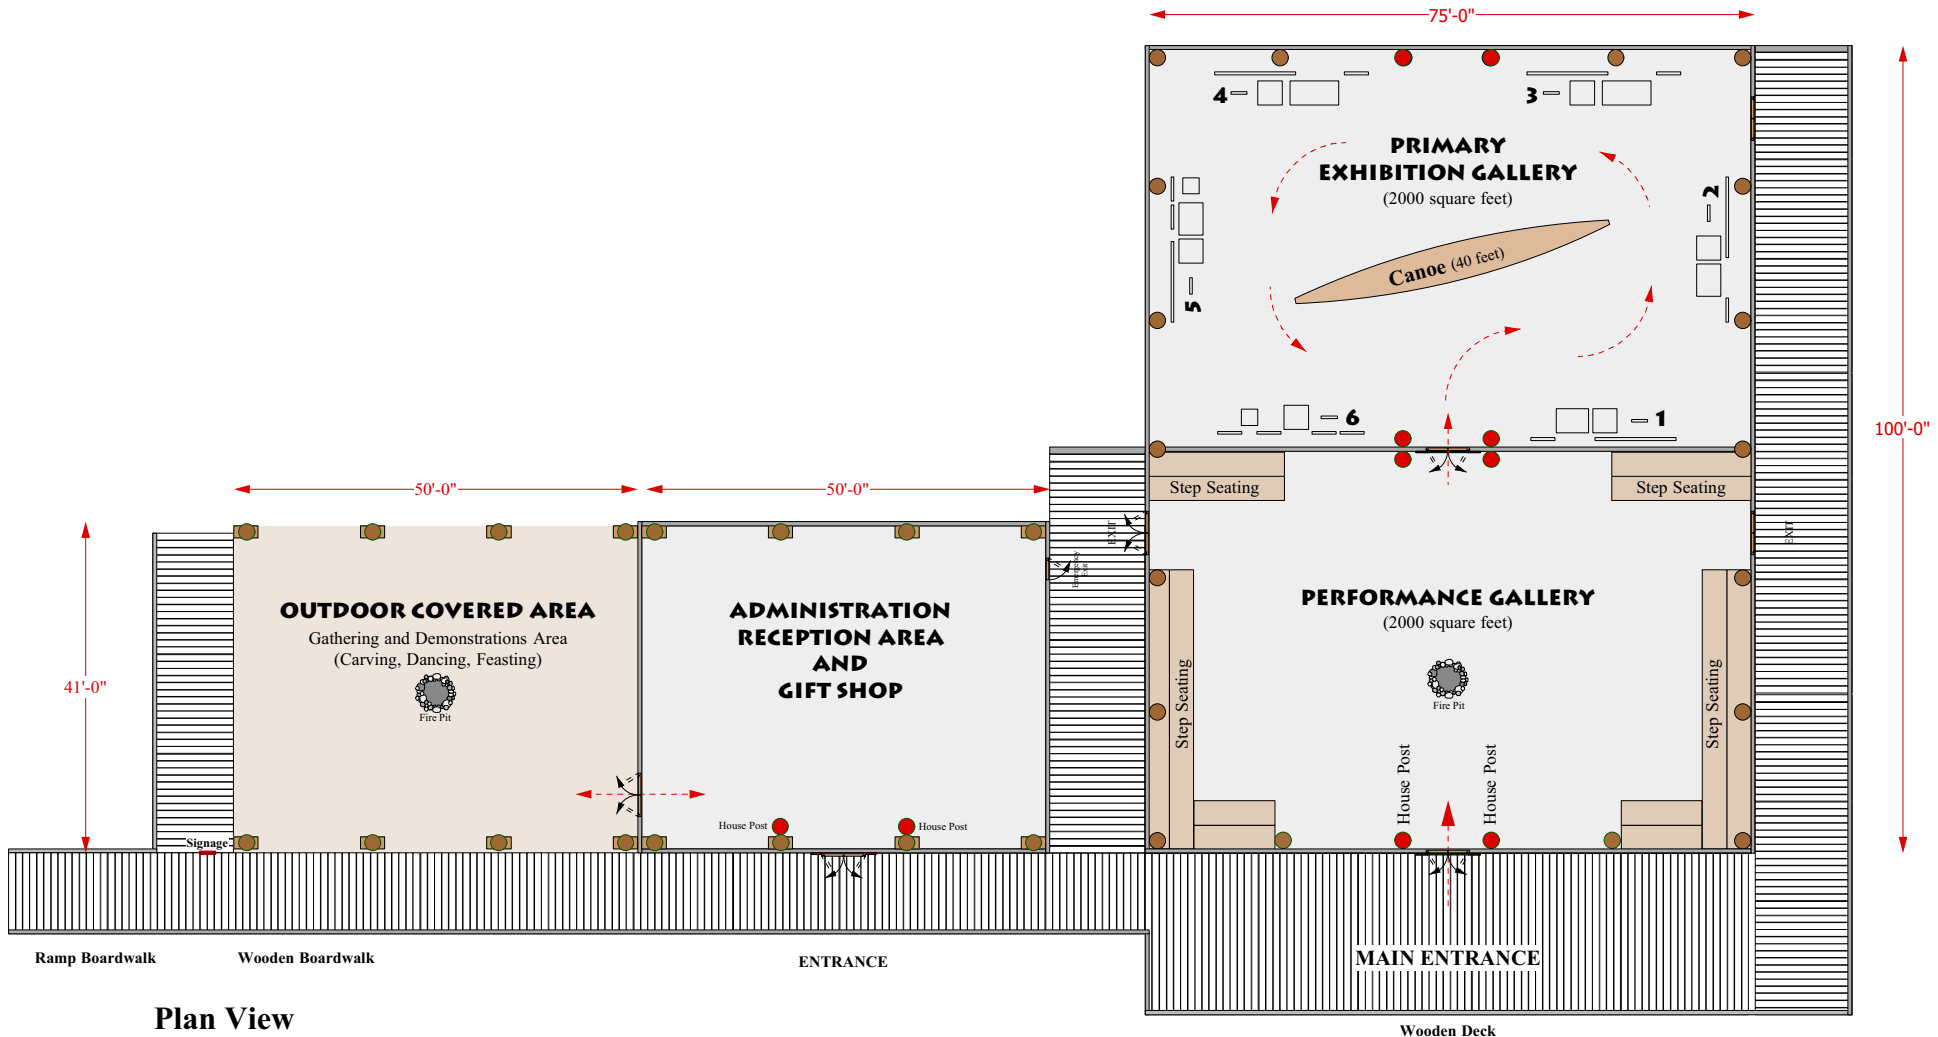 75'-0"
4
3
PRIMARY
EXHIBITION GALLERY
(2000 square feet)
2
Canoe (40 feet)
5
6
1
100'-0"
Step Seating
Step Seating
50'-0"
50'-0"
EXIT
EXIT
Emergency
Exit
OUTDOOR COVERED AREA
Gathering and Demonstrations Area
(Carving, Dancing, Feasting)
Fire Pit
ADMINISTRATION
RECEPTION AREA
AND
GIFT SHOP
PERFORMANCE GALLERY
(2000 square feet)
Fire Pit
Step Seating
Step Seating
41'-0"
House Post
House Post
House Post
House Post
Signage
Ramp Boardwalk
Wooden Boardwalk
ENTRANCE
MAIN ENTRANCE
Plan View
Wooden Deck